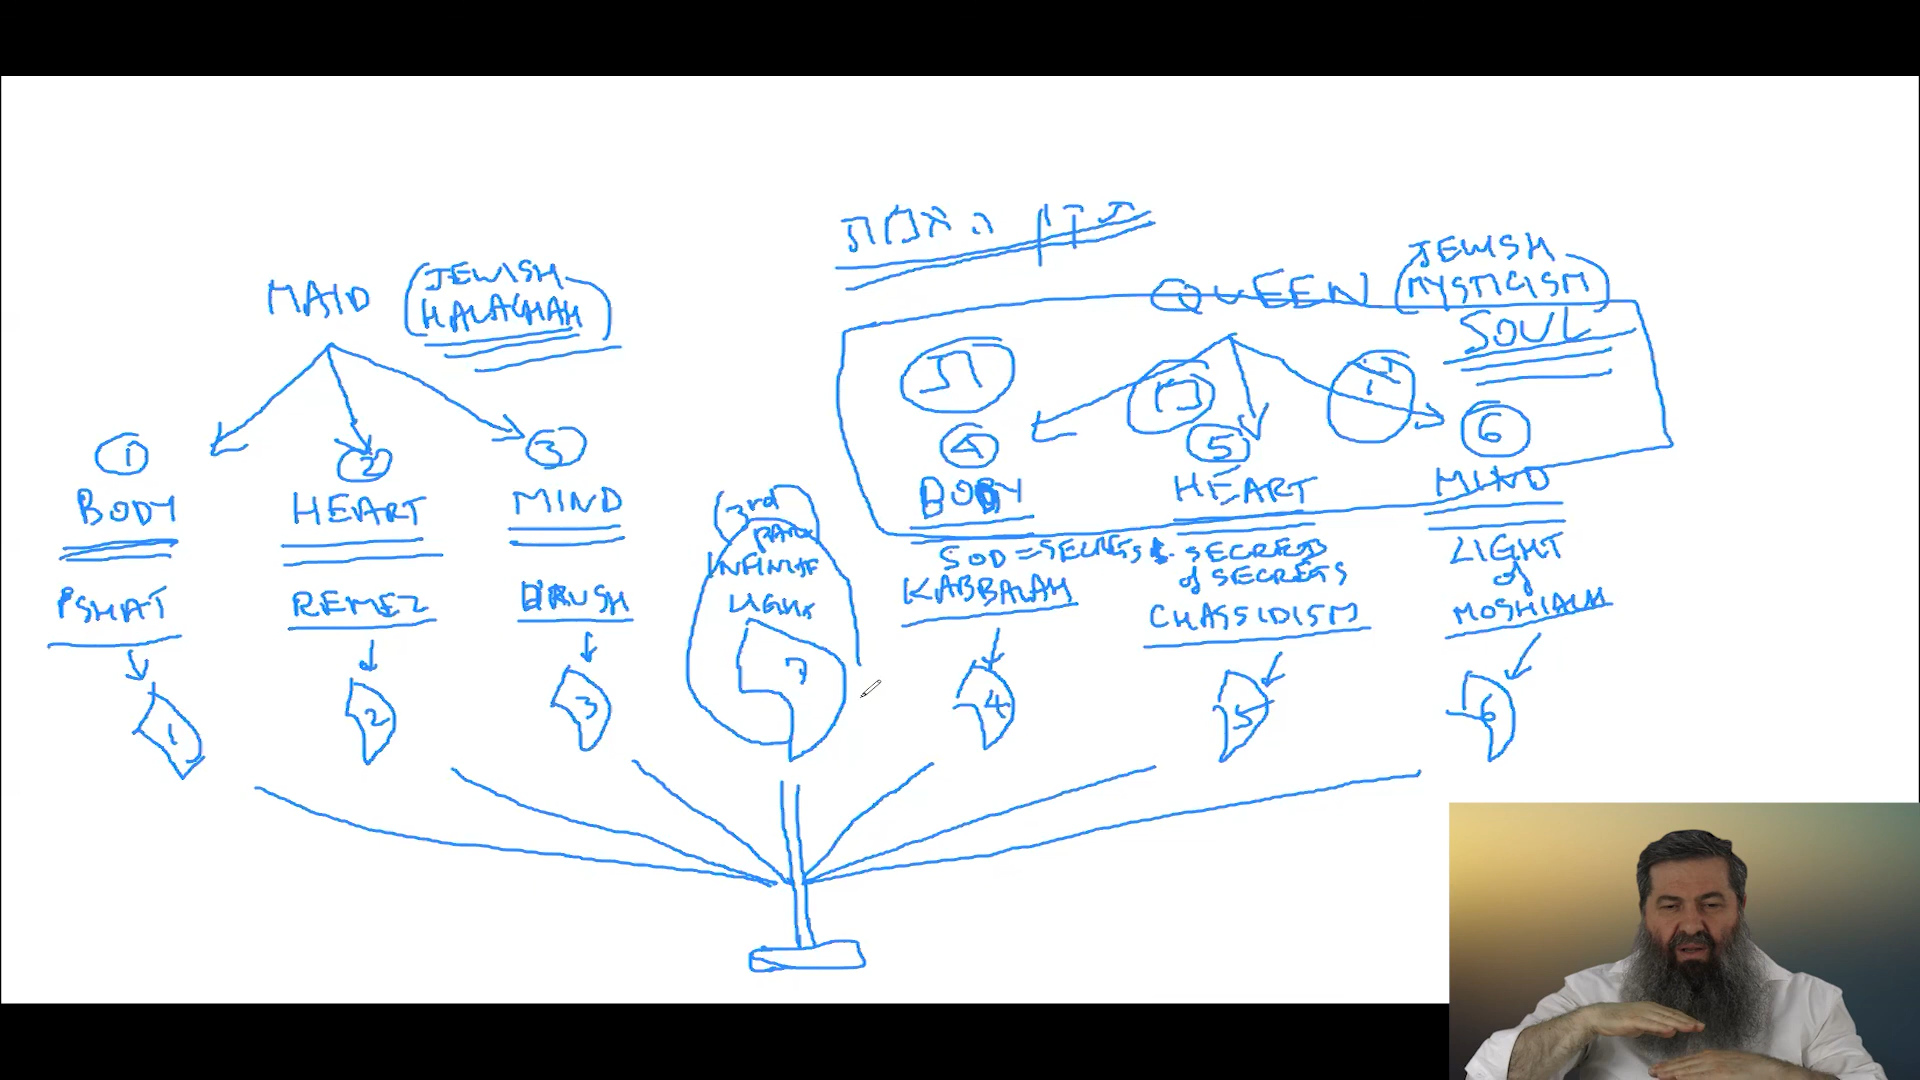 תיקון האמת
MAID
JEWISH
HALACHAH
QUEEN
JEWISH
MYSTICISM
SOUL
ת
1
2
3
4
5
6
BODY
HEART
MIND
BODY
HEART
MIND
3rd
PART
INFINITE
LIGHT
SOD = SECRETS
SECRETS
of SECRETS
LIGHT
of
MOSHIACH
PSHAT
REMEZ
DRUSH
KABBALAH
CHASSIDISM
1
2
3
7
4
5
6